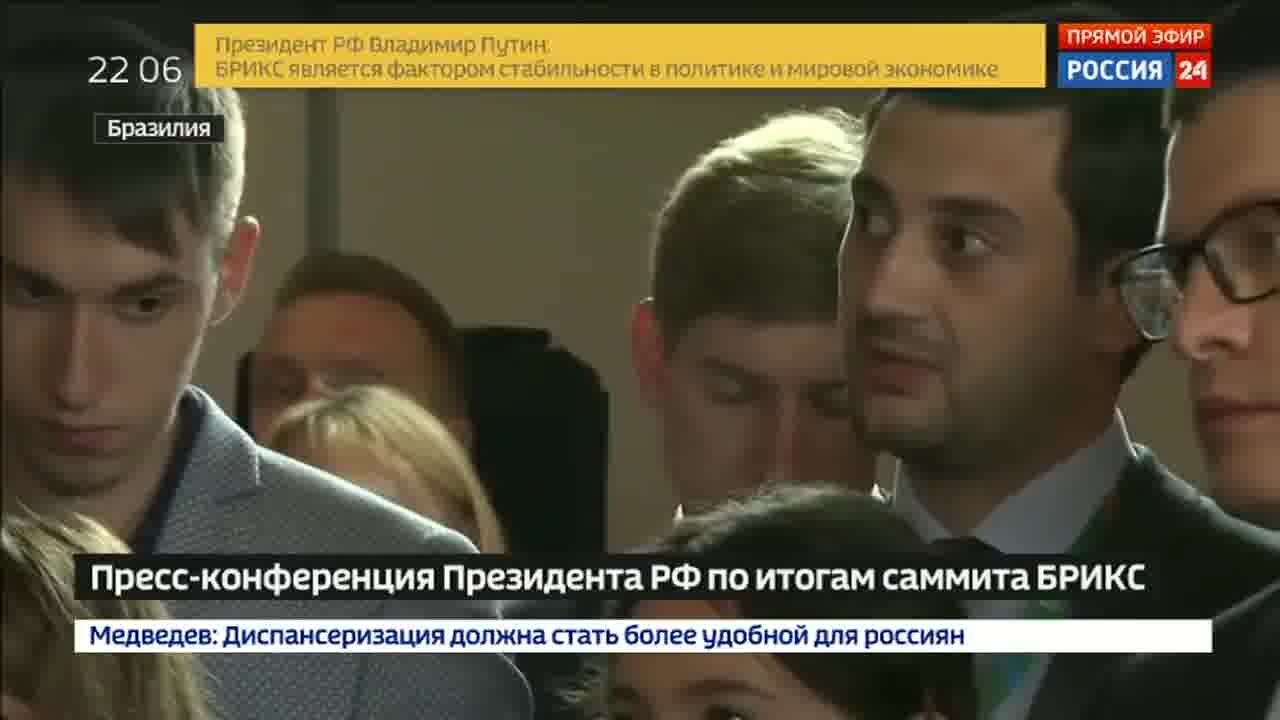 22 06
Президент РФ Владимир Путин:
БРИКС является фактором стабильности в политике и мировой экономике
ПРЯМОЙ ЭФИР
РОССИЯ 24
Бразилия
Пресс-конференция Президента РФ по итогам саммита БРИКС
Медведев: Диспансеризация должна стать более удобной для россиян